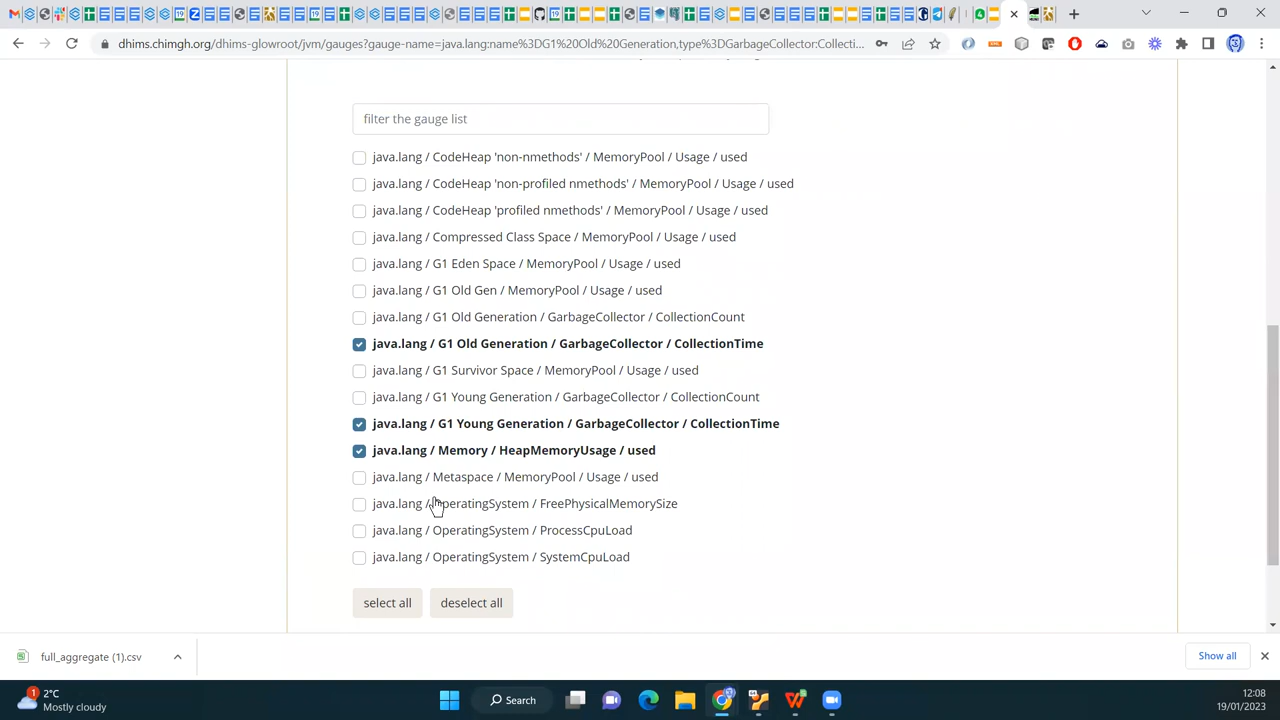 dhims.chimgh.org/dhims-glowroot/jvm/gauges?gauge-name=java.lang:name%3DG1%20Old%20Generation,type%3DGarbageCollector:Collecti...
filter the gauge list
java.lang / CodeHeap 'non-nmethods' / MemoryPool / Usage / used
java.lang / CodeHeap 'non-profiled nmethods' / MemoryPool / Usage / used
java.lang / CodeHeap 'profiled nmethods' / MemoryPool / Usage / used
java.lang / Compressed Class Space / MemoryPool / Usage / used
java.lang / G1 Eden Space / MemoryPool / Usage / used
java.lang / G1 Old Gen / MemoryPool / Usage / used
java.lang / G1 Old Generation / GarbageCollector / CollectionCount
java.lang / G1 Old Generation / GarbageCollector / CollectionTime
java.lang / G1 Survivor Space / MemoryPool / Usage / used
java.lang / G1 Young Generation / GarbageCollector / CollectionCount
java.lang / G1 Young Generation / GarbageCollector / CollectionTime
java.lang / Memory / HeapMemoryUsage / used
java.lang / Metaspace / MemoryPool / Usage / used
java.lang / OperatingSystem / FreePhysicalMemorySize
java.lang / OperatingSystem / ProcessCpuLoad
java.lang / OperatingSystem / SystemCpuLoad
select all deselect all
full_aggregate (1).csv Show all
1 2°C
Mostly cloudy
Search
12:08
19/01/2023